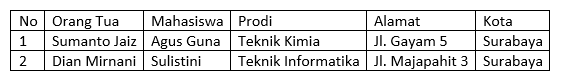 No Orang Tua Mahasiswa Prodi Alamat Kota
1 Sumanto Jaiz Agus Guna Teknik Kimia Jl. Gayam 5 Surabaya
2 Dian Mirnani Sulistini Teknik Informatika Jl. Majapahit 3 Surabaya